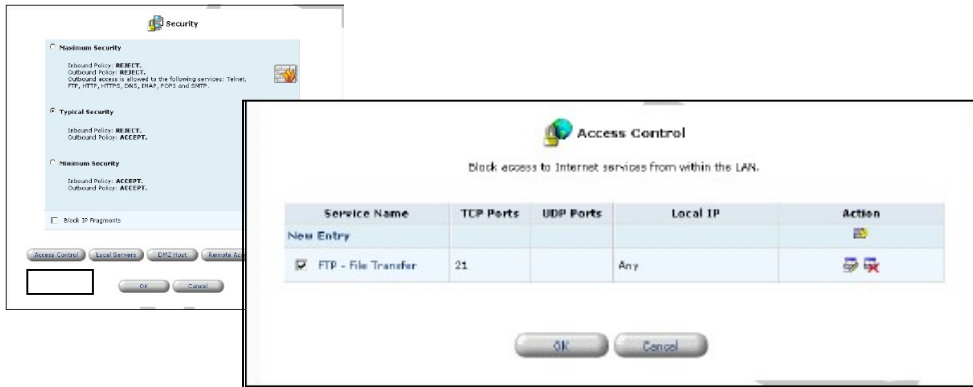 Security
Maximum Security
Inbound Policy: REJECT.
Outbound Policy: REJECT.
Outbound access is allowed to the following services: Telnet,
FTP, HTTP, HTTPS, DNS, IMAP, POP3 and SMTP.
Typical Security
Inbound Policy: REJECT.
Outbound Policy: ACCEPT.
Minimum Security
Inbound Policy: ACCEPT.
Outbound Policy: ACCEPT.
Block IP Fragments
Access Control Local Servers DMZ Host Remote
OK Cancel
Access Control
Block access to Internet services from within the LAN.
Service Name TCP Ports UDP Ports Local IP Action
New Entry
FTP - File Transfer 21 Any
OK Cancel